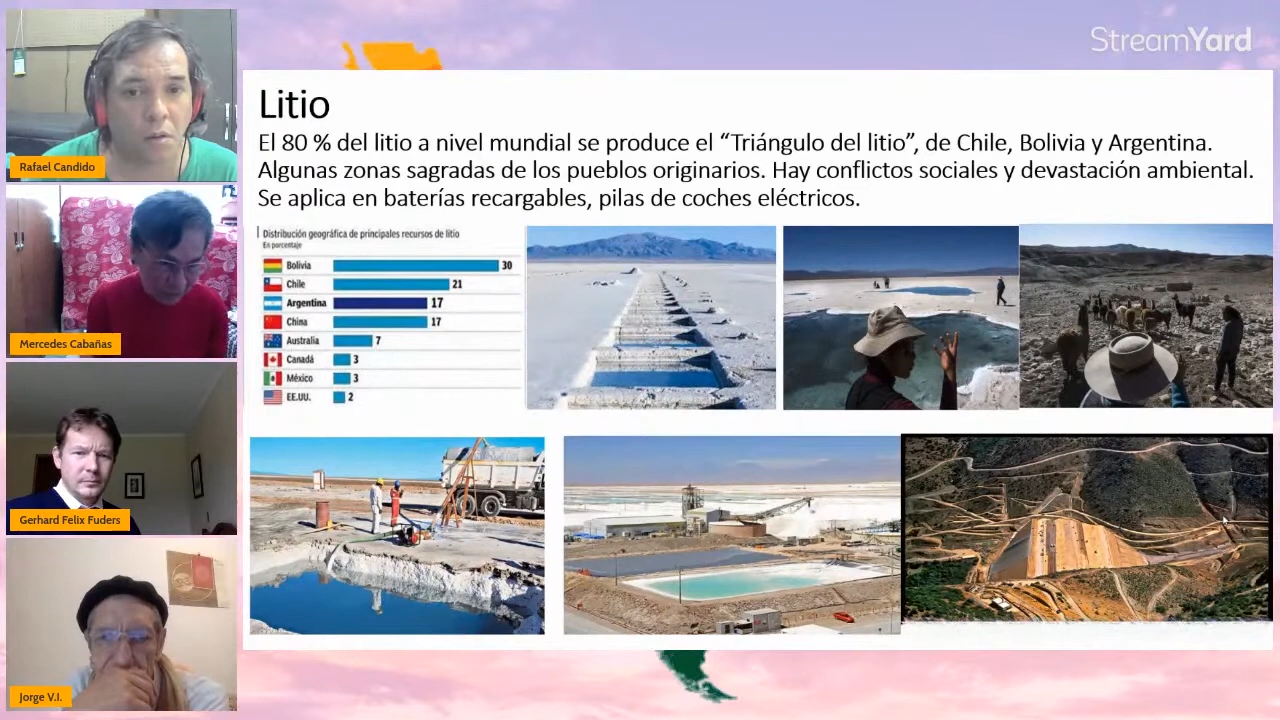 StreamYard
Litio
El 80 % del litio a nivel mundial se produce el “Triángulo del litio”, de Chile, Bolivia y Argentina.
Algunas zonas sagradas de los pueblos originarios. Hay conflictos sociales y devastación ambiental.
Se aplica en baterías recargables, pilas de coches eléctricos.
Distribución geográfica de principales recursos de litio
En porcentaje
Bolivia 30
Chile 21
Argentina 17
China 17
Australia 7
Canadá 3
México 3
EE.UU. 2
Rafael Candido
Mercedes Cabañas
Gerhard Felix Fuders
Jorge V.I.